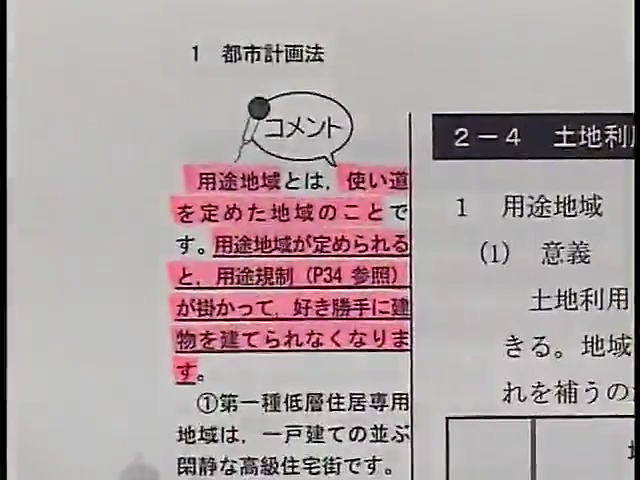 1 都市計画法
コメント
用途地域とは，使い道
を定めた地域のことで
す。用途地域が定められる
と，用途規制（P34 参照）
が掛かって，好き勝手に建
物を建てられなくなりま
す。
①第一種低層住居専用
地域は，一戸建ての並ぶ
閑静な高級住宅街です。
2－4 土地利
1 用途地域
(1) 意義
土地利用
きる。地域
れを補うの